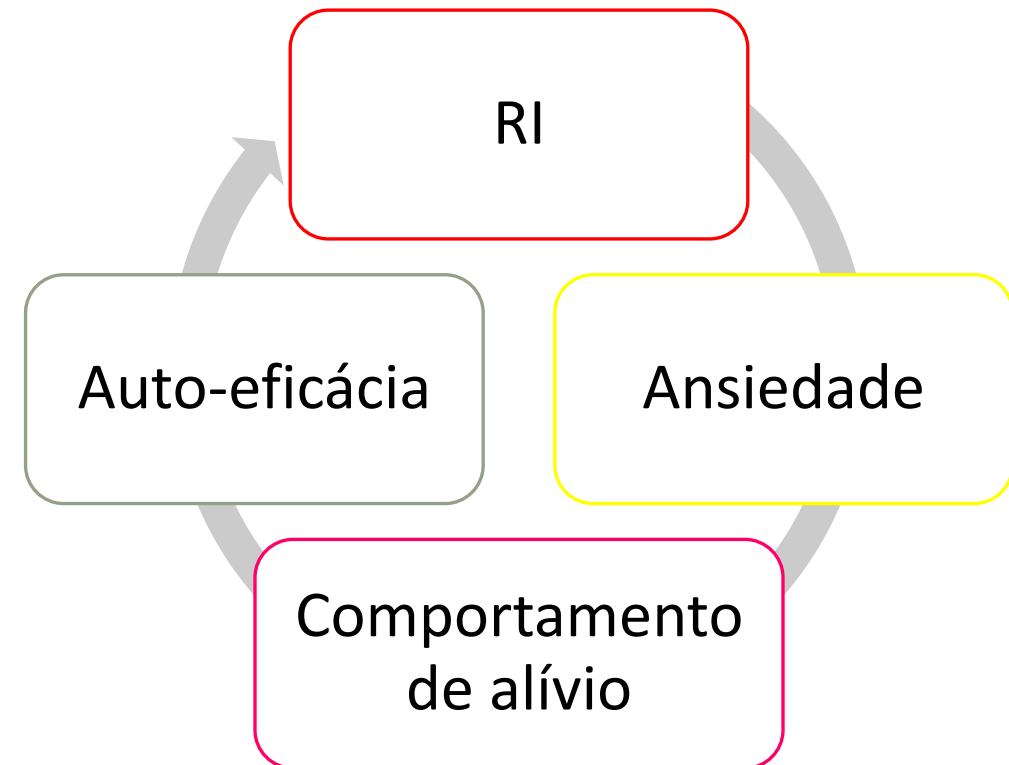 RI
Auto-eficácia
Ansiedade
Comportamento
de alívio